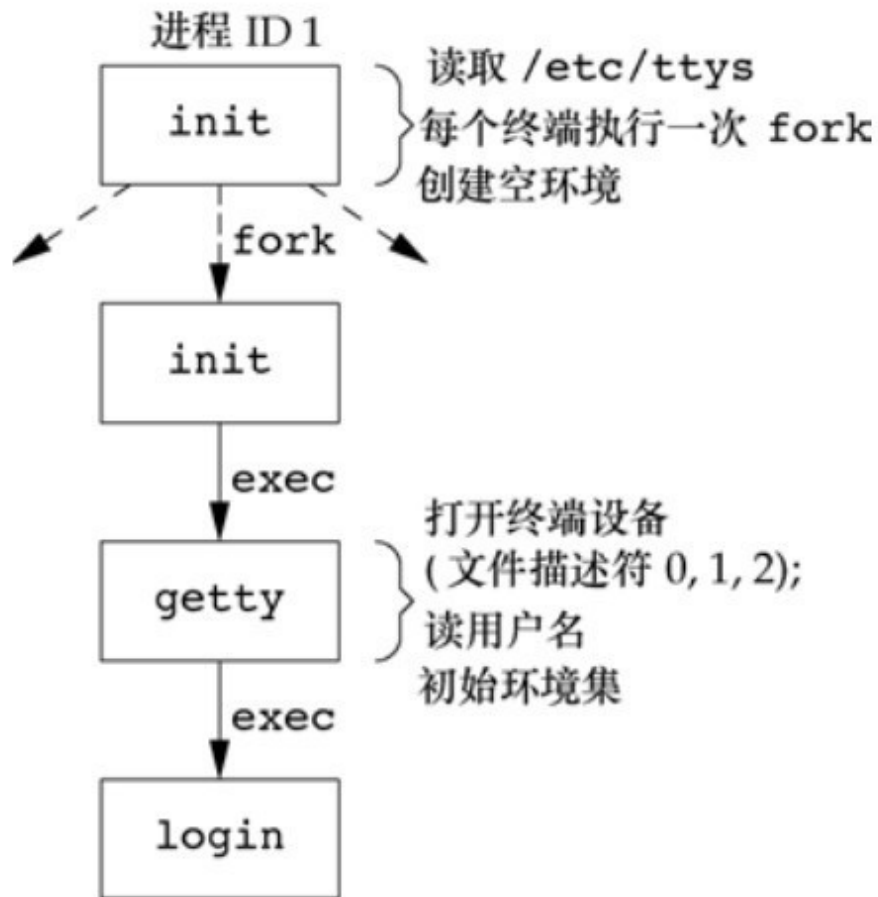 进程 ID 1
init
读取 /etc/ttys
每个终端执行一次 fork
创建空环境
fork
init
exec
getty
打开终端设备
(文件描述符 0, 1, 2);
读用户名
初始环境集
exec
login